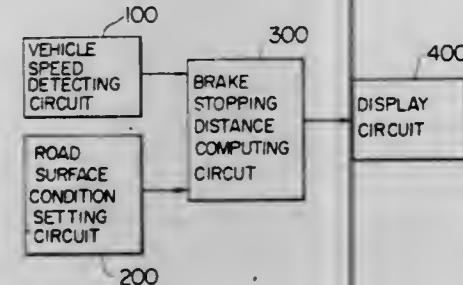 100
VEHICLE
SPEED
DETECTING
CIRCUIT
300
BRAKE
STOPPING
DISTANCE
COMPUTING
CIRCUT
400
DISPLAY
CIRCUIT
ROAD
SURFACE
CONDITION
SETTING
CIRCUIT
200